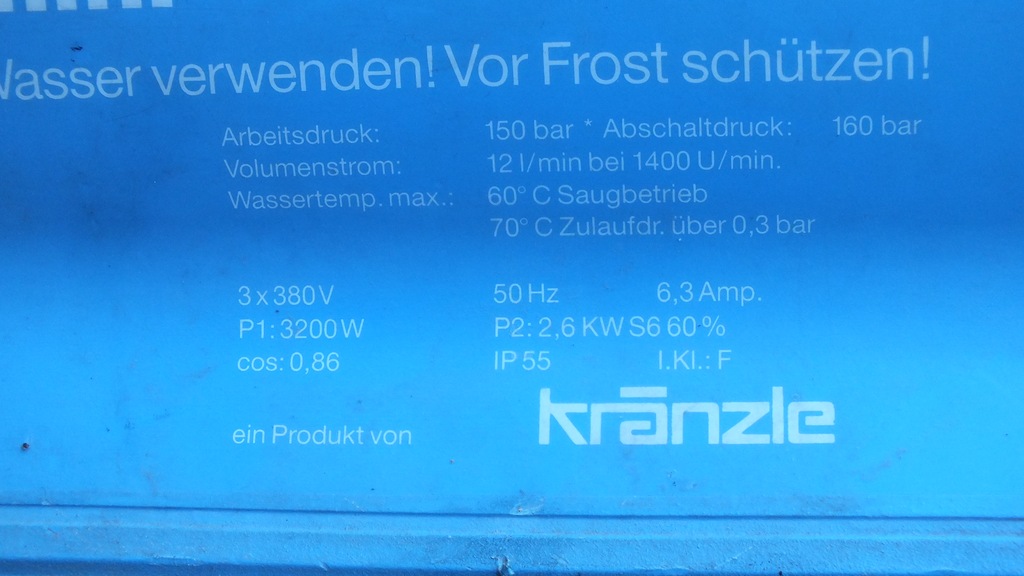 verwenden! Vor Frost schützen!
Arbeitsdruck: 150 bar * Abschaltdruck: 160 bar
Volumenstrom: 12 l/min bei 1400 U/min.
Wassertemp. max.: 60° C Saugbetrieb
70° C Zulaufdr. über 0,3 bar
3 x 380 V 50 Hz 6,3 Amp.
P1: 3200 W P2: 2,6 KW S6 60 %
cos: 0,86 IP 55 I.Kl.: F
ein Produkt von kränzle